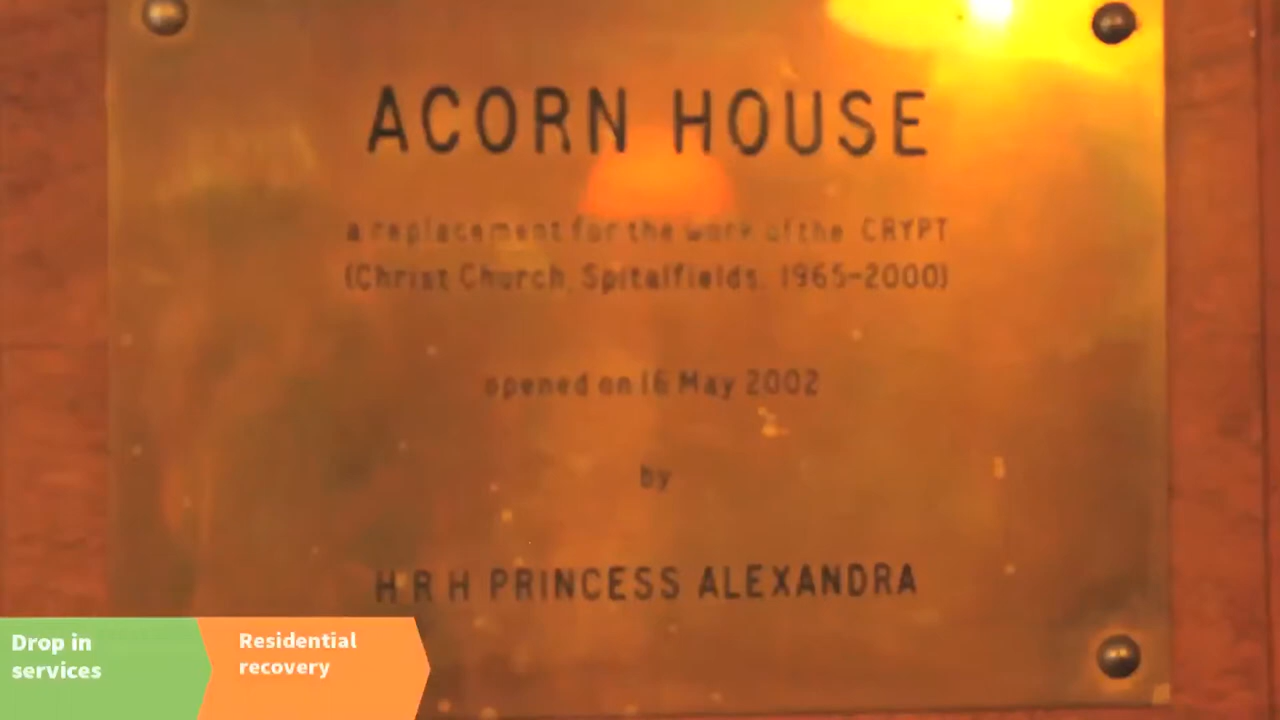 ACORN HOUSE
a replacement for the work of the CRYPT
(Christ Church, Spitalfields, 1965-2000)
opened on 16 May 2002
by
H R H PRINCESS ALEXANDRA
Drop in
services
Residential
recovery